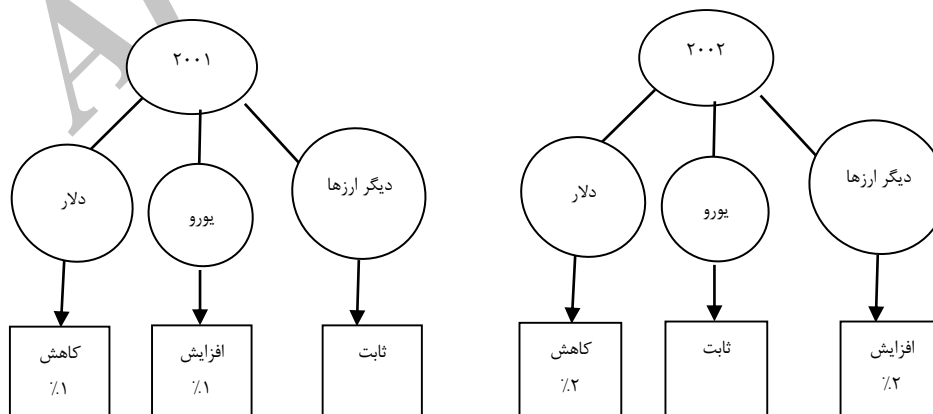 ۲۰۰۱
دلار
یورو
دیگر ارزها
کاهش
٪۱
افزایش
٪۱
ثابت
۲۰۰۲
دلار
یورو
دیگر ارزها
کاهش
٪۲
ثابت
افزایش
٪۲